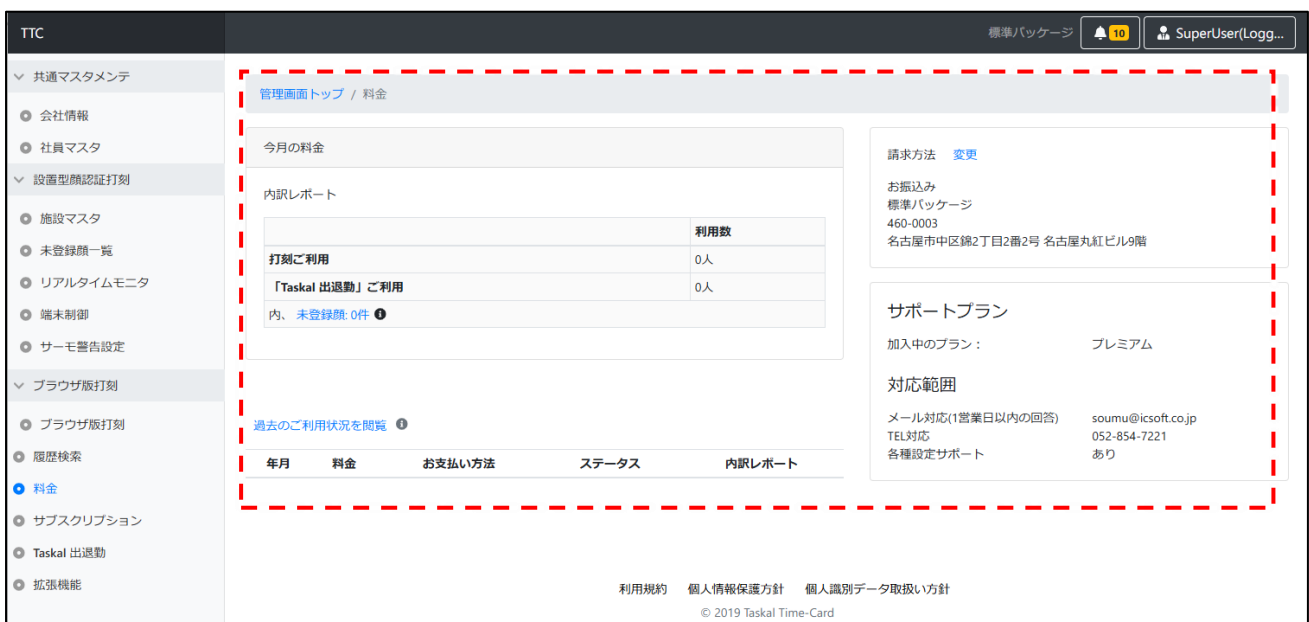 TTC
標準パッケージ
10
SuperUser(Logg...
共通マスタメンテ
会社情報
社員マスタ
設置型顔認証打刻
施設マスタ
未登録顔一覧
リアルタイムモニタ
端末制御
サーモ警告設定
ブラウザ版打刻
ブラウザ版打刻
履歴検索
料金
サブスクリプション
Taskal 出退勤
拡張機能
管理画面トップ / 料金
今月の料金
内訳レポート
利用数
打刻ご利用 0人
「Taskal 出退勤」ご利用 0人
内、 未登録顔: 0件
過去のご利用状況を閲覧
年月 料金 お支払い方法 ステータス 内訳レポート
請求方法 変更
お振込み
標準パッケージ
460-0003
名古屋市中区錦2丁目2番2号 名古屋丸紅ビル9階
サポートプラン
加入中のプラン： プレミアム
対応範囲
メール対応(1営業日以内の回答) soumu@icsoft.co.jp
TEL対応 052-854-7221
各種設定サポート あり
利用規約 個人情報保護方針 個人識別データ取扱い方針
© 2019 Taskal Time-Card